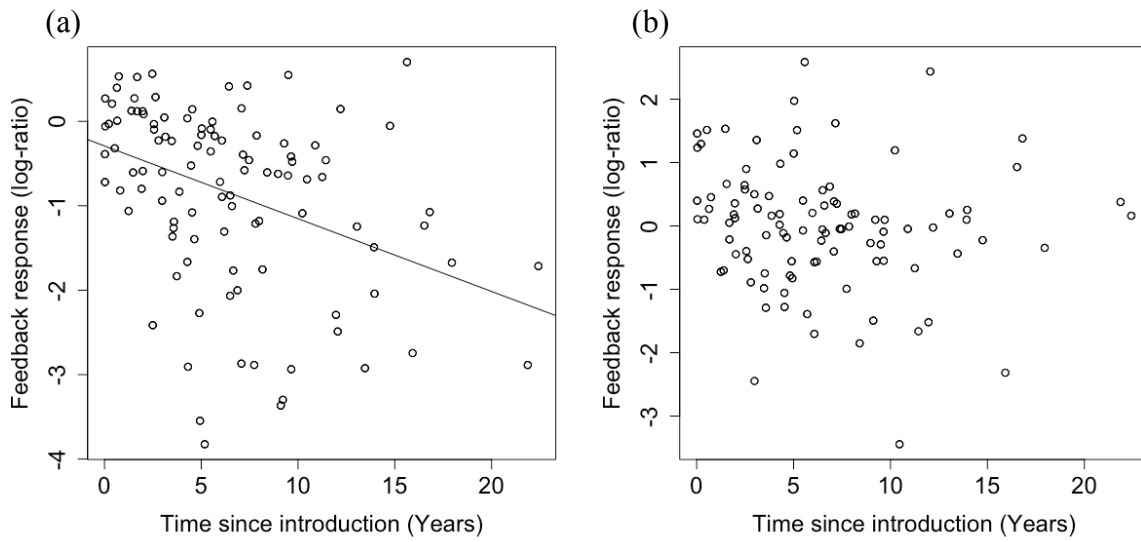 (a)
Feedback response (log-ratio)
0
-1
-2
-3
-4
0 5 10 15 20
Time since introduction (Years)
(b)
Feedback response (log-ratio)
2
1
0
-1
-2
-3
0 5 10 15 20
Time since introduction (Years)